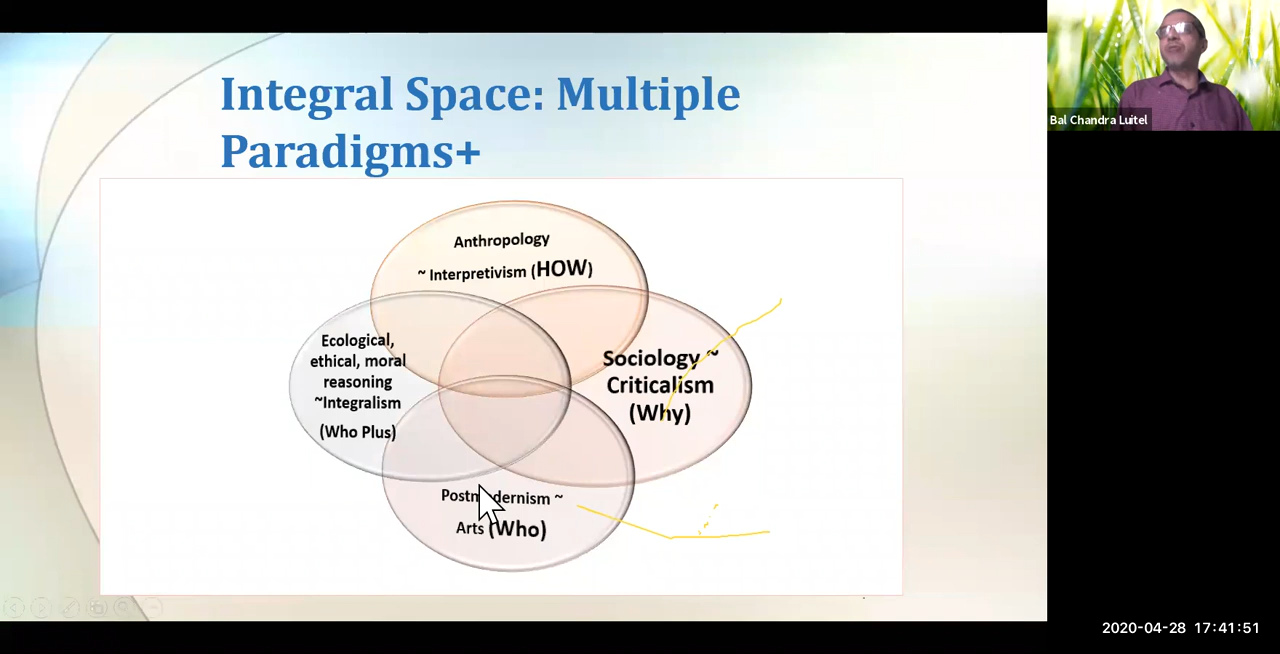 Integral Space: Multiple
Paradigms+
Anthropology
~ Interpretivism (HOW)
Ecological,
ethical, moral
reasoning
~Integralism
(Who Plus)
Sociology ~
Criticalism
(Why)
Postmodernism ~
Arts (Who)
Bal Chandra Luitel
2020-04-28 17:41:51